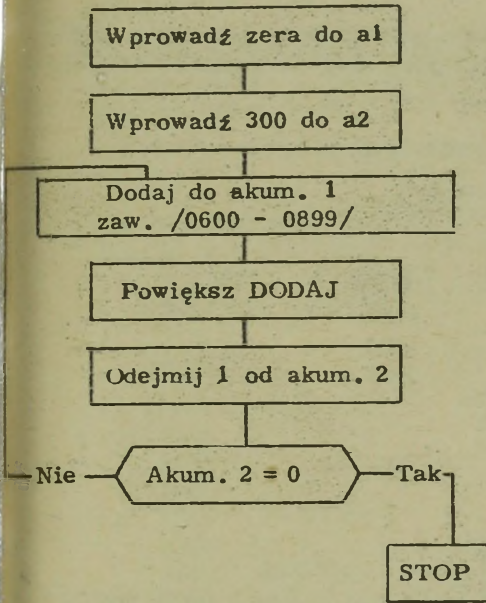 Wprowadź zera do a1
Wprowadź 300 do a2
Dodaj do akum. 1
zaw. /0600 - 0899/
Powiększ DODAJ
Odejmij 1 od akum. 2
Nie
Akum. 2 = 0
Tak
STOP